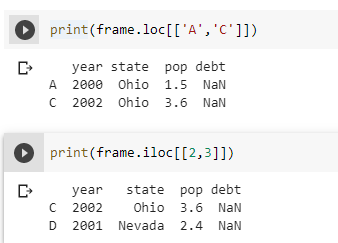 print(frame.loc[['A','C']])
year state pop debt
A 2000 Ohio 1.5 NaN
C 2002 Ohio 3.6 NaN
print(frame.iloc[[2,3]])
year state pop debt
C 2002 Ohio 3.6 NaN
D 2001 Nevada 2.4 NaN